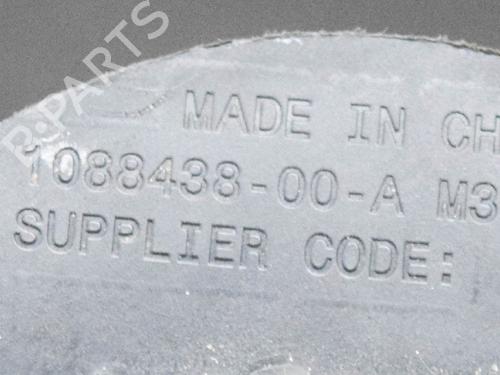 B-PARTS
MADE IN CH
1088438-00-A M3
SUPPLIER CODE: